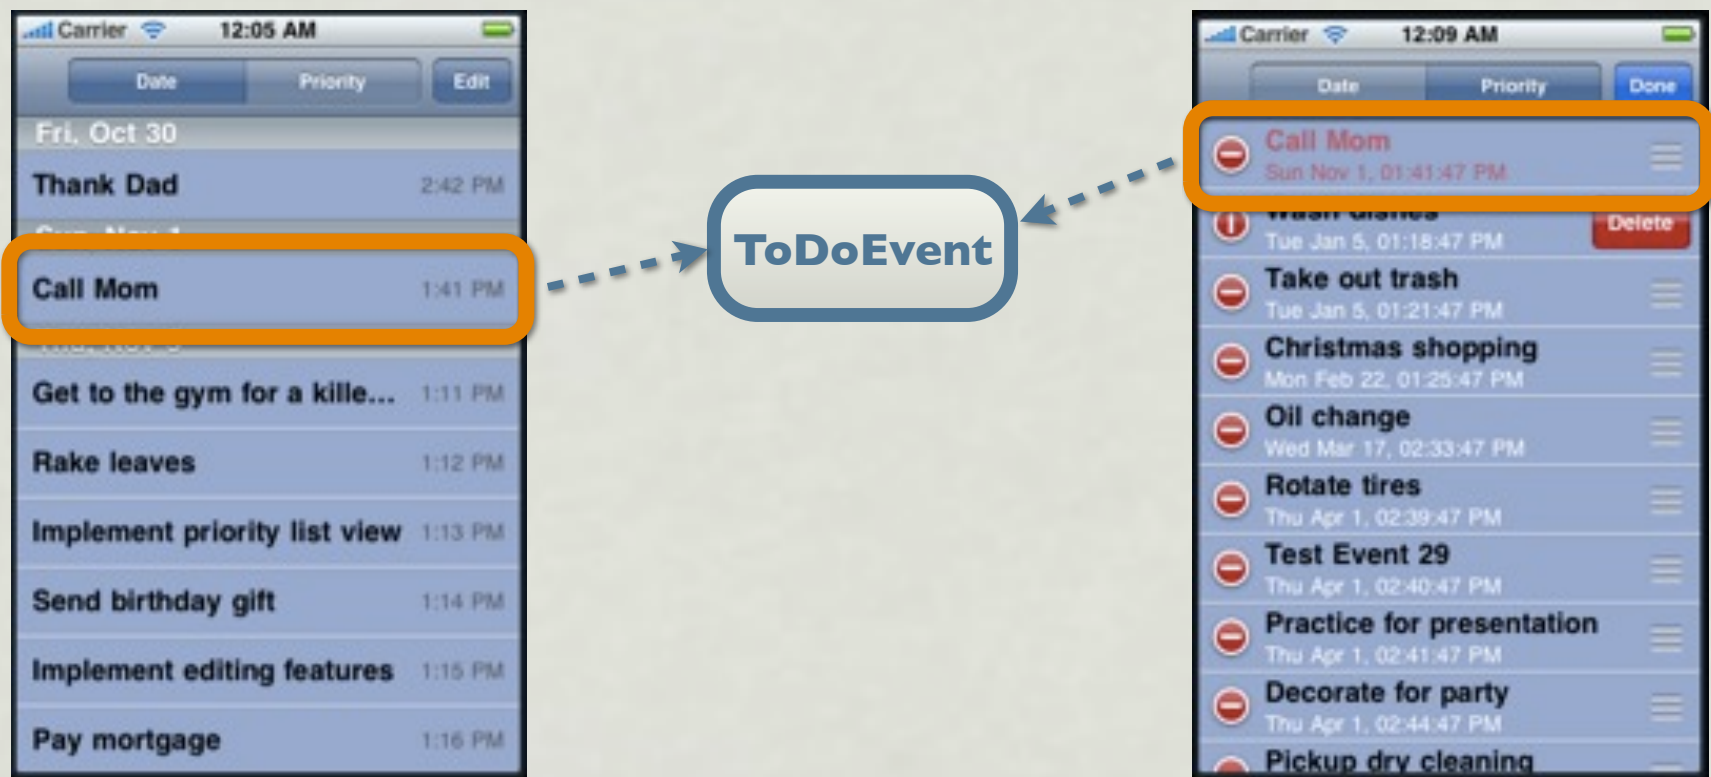 Carrier 12:05 AM
Date Priority Edit
Fri, Oct 30
Thank Dad 2:42 PM
Sun, Nov 1
Call Mom 1:41 PM
Get to the gym for a kille... 1:11 PM
Rake leaves 1:12 PM
Implement priority list view 1:13 PM
Send birthday gift 1:14 PM
Implement editing features 1:15 PM
Pay mortgage 1:16 PM
ToDoEvent
Carrier 12:09 AM
Date Priority Done
Call Mom
Sun Nov 1, 01:41:47 PM
Wash dishes
Delete
Tue Jan 5, 01:18:47 PM
Take out trash
Tue Jan 5, 01:21:47 PM
Christmas shopping
Mon Feb 22, 01:25:47 PM
Oil change
Wed Mar 17, 02:33:47 PM
Rotate tires
Thu Apr 1, 02:39:47 PM
Test Event 29
Thu Apr 1, 02:40:47 PM
Practice for presentation
Thu Apr 1, 02:41:47 PM
Decorate for party
Thu Apr 1, 02:44:47 PM
Pickup dry cleaning